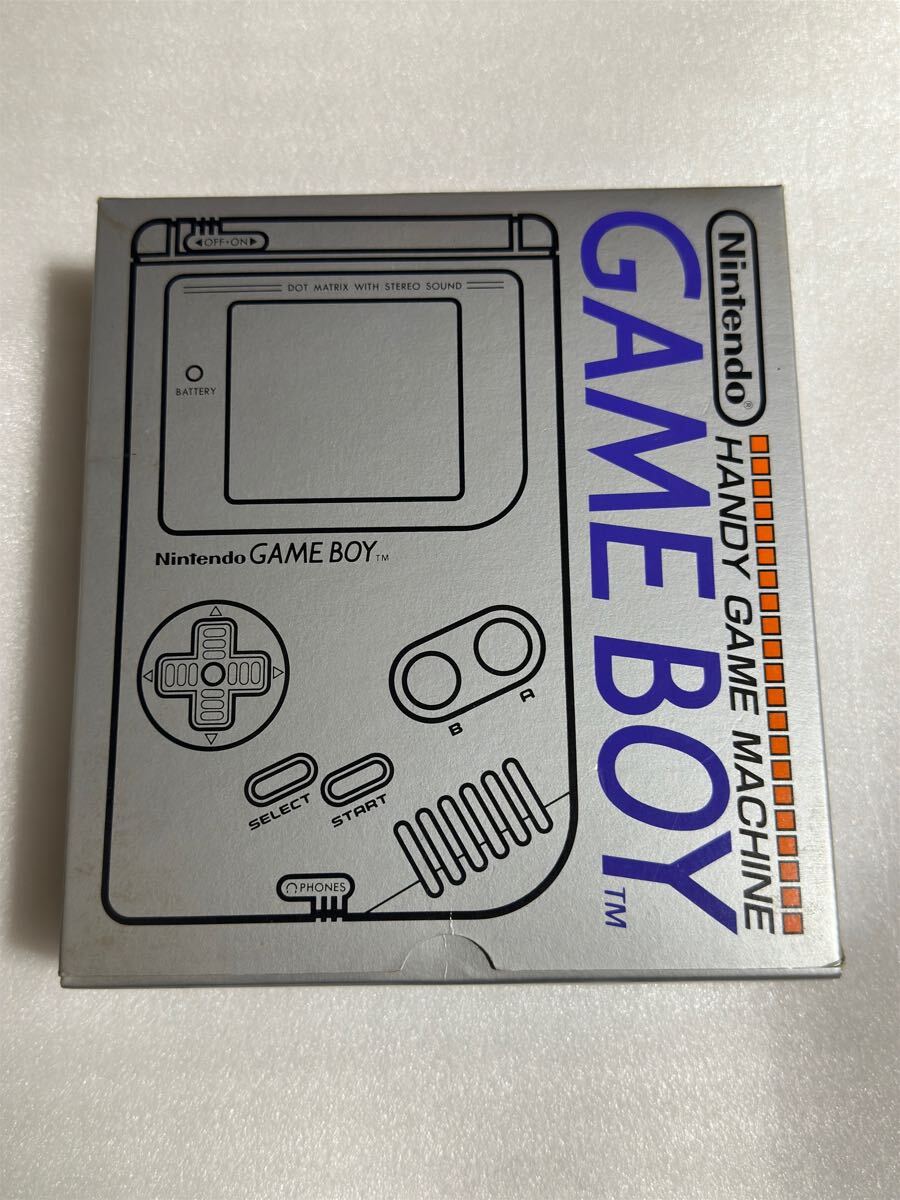 OFF•ON
DOT MATRIX WITH STEREO SOUND
BATTERY
Nintendo GAME BOY™
B A
SELECT START
PHONES
Nintendo®
HANDY GAME MACHINE
GAME BOY™